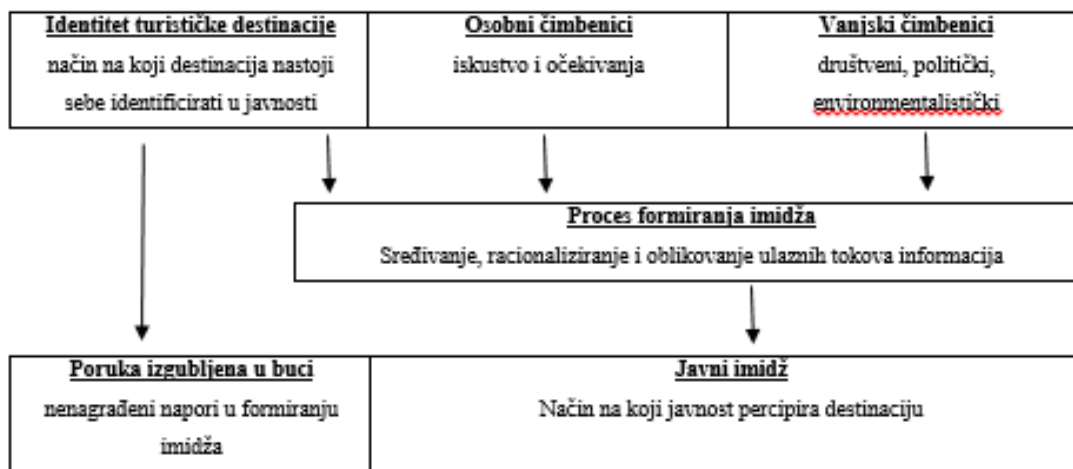 Identitet turističke destinacije
način na koji destinacija nastoji
sebe identificirati u javnosti
Osobni čimbenici
iskustvo i očekivanja
Vanjski čimbenici
društveni, politički,
environmentalistički
Proces formiranja imidža
Sređivanje, racionaliziranje i oblikovanje ulaznih tokova informacija
Poruka izgubljena u buci
nenagrađeni napori u formiranju
imidža
Javni imidž
Način na koji javnost percipira destinaciju